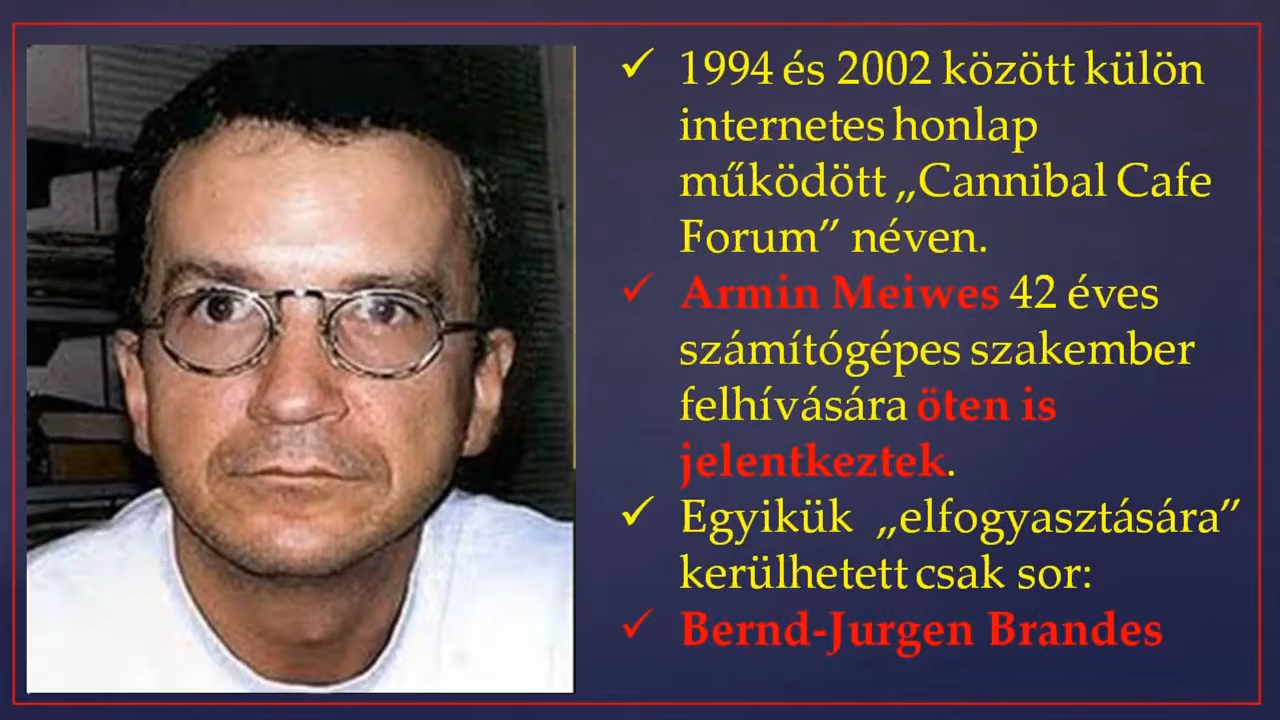 ✓ 1994 és 2002 között külön
internetes honlap
működött „Cannibal Cafe
Forum” néven.
✓ Armin Meiwes 42 éves
számítógépes szakember
felhívására öten is
jelentkeztek.
✓ Egyikük „elfogyasztására”
kerülhetett csak sor:
✓ Bernd-Jurgen Brandes